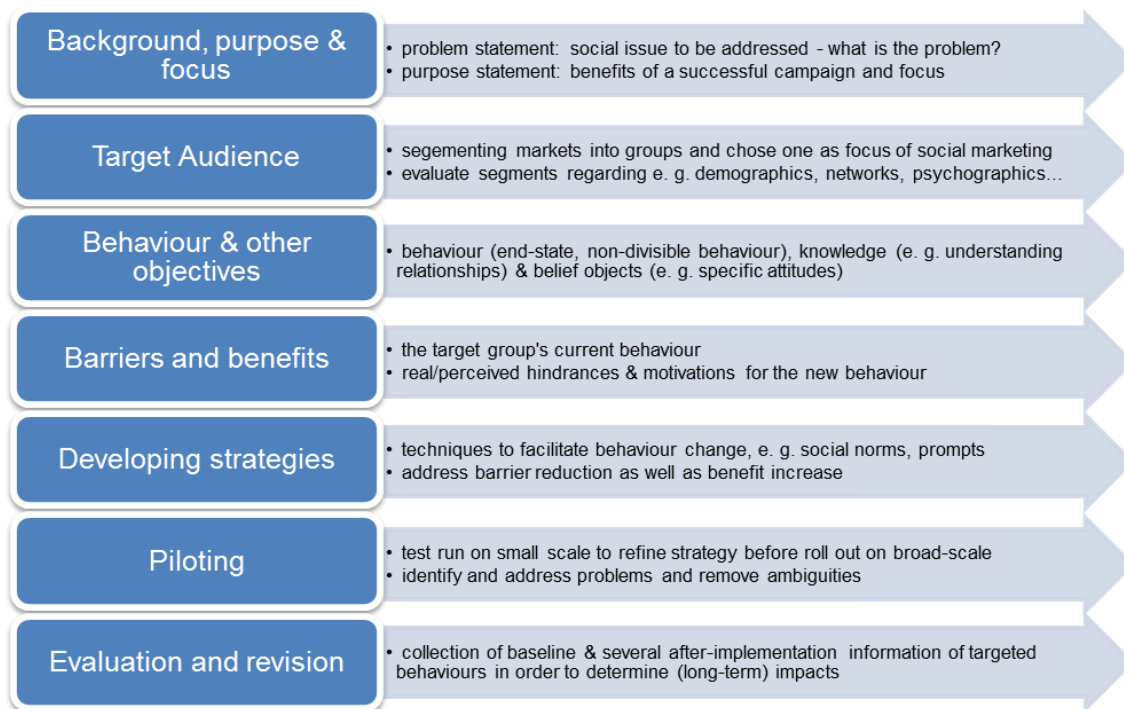 Background, purpose &
focus
• problem statement: social issue to be addressed - what is the problem?
• purpose statement: benefits of a successful campaign and focus
Target Audience
• segementing markets into groups and chose one as focus of social marketing
• evaluate segments regarding e. g. demographics, networks, psychographics...
Behaviour & other
objectives
• behaviour (end-state, non-divisible behaviour), knowledge (e. g. understanding
relationships) & belief objects (e. g. specific attitudes)
Barriers and benefits
• the target group's current behaviour
• real/perceived hindrances & motivations for the new behaviour
Developing strategies
• techniques to facilitate behaviour change, e. g. social norms, prompts
• address barrier reduction as well as benefit increase
Piloting
• test run on small scale to refine strategy before roll out on broad-scale
• identify and address problems and remove ambiguities
Evaluation and revision
• collection of baseline & several after-implementation information of targeted
behaviours in order to determine (long-term) impacts